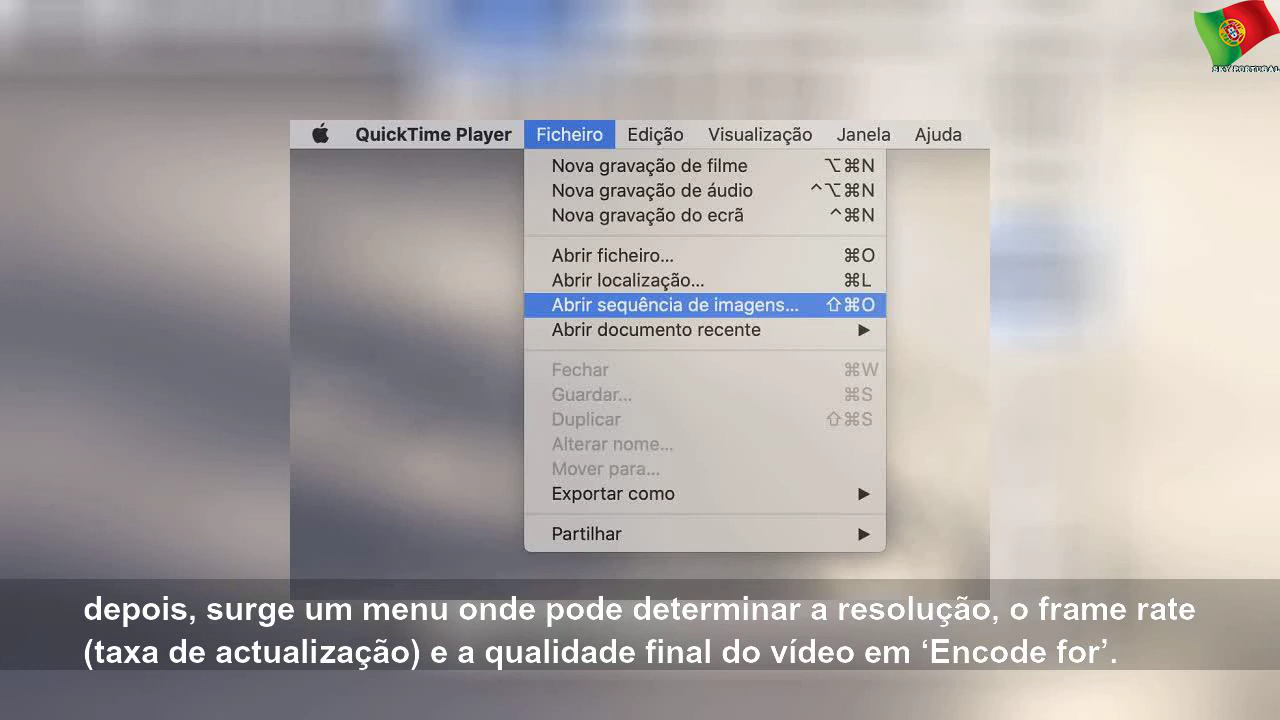 SKY PORTUGAL
QuickTime Player Ficheiro Edição Visualização Janela Ajuda
Nova gravação de filme ⌥⌘N
Nova gravação de áudio ^⌥⌘N
Nova gravação do ecrã ^⌘N
Abrir ficheiro... ⌘O
Abrir localização... ⌘L
Abrir sequência de imagens... ⇧⌘O
Abrir documento recente ▶
Fechar ⌘W
Guardar... ⌘S
Duplicar ⇧⌘S
Alterar nome...
Mover para...
Exportar como ▶
Partilhar ▶
depois, surge um menu onde pode determinar a resolução, o frame rate
(taxa de actualização) e a qualidade final do vídeo em ‘Encode for’.